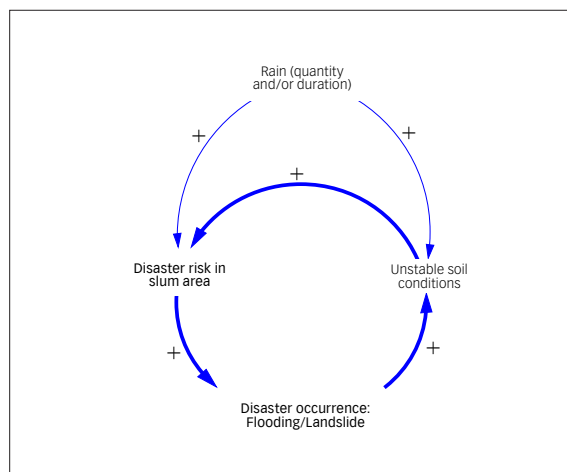 Rain (quantity
and/or duration)
+
+
+
Disaster risk in
slum area
Unstable soil
conditions
+
+
Disaster occurrence:
Flooding/Landslide